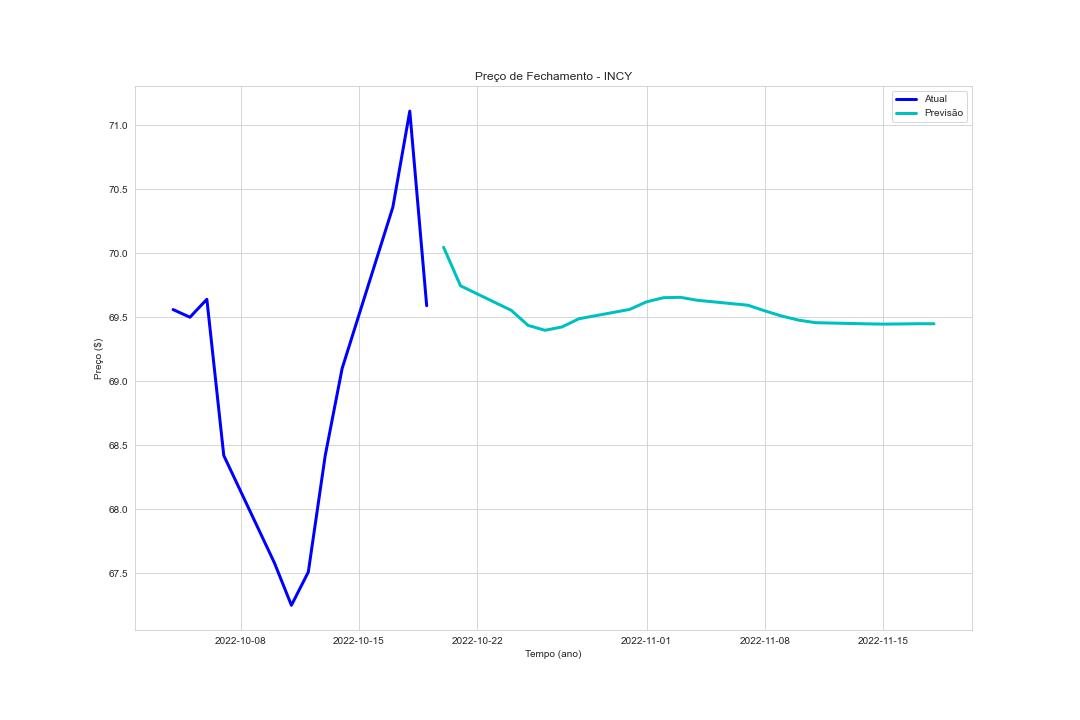 Preço de Fechamento - INCY
Atual
Previsão
71.0
70.5
70.0
69.5
69.0
68.5
68.0
67.5
Preço ($)
2022-10-08
2022-10-15
2022-10-22
2022-11-01
2022-11-08
2022-11-15
Tempo (ano)